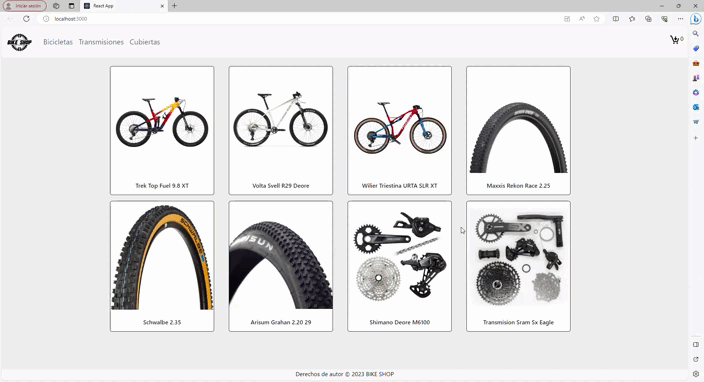 Iniciar sesión
React App
localhost:3000
BIKE SHOP
Bicicletas
Transmisiones
Cubiertas
0
Trek Top Fuel 9.8 XT
Volta Svell R29 Deore
Wilier Triestina URTA SLR XT
Maxxis Rekon Race 2.25
Schwalbe 2.35
Arisum Grahan 2.20 29
Shimano Deore M6100
Transmision Sram Sx Eagle
Derechos de autor © 2023 BIKE SHOP